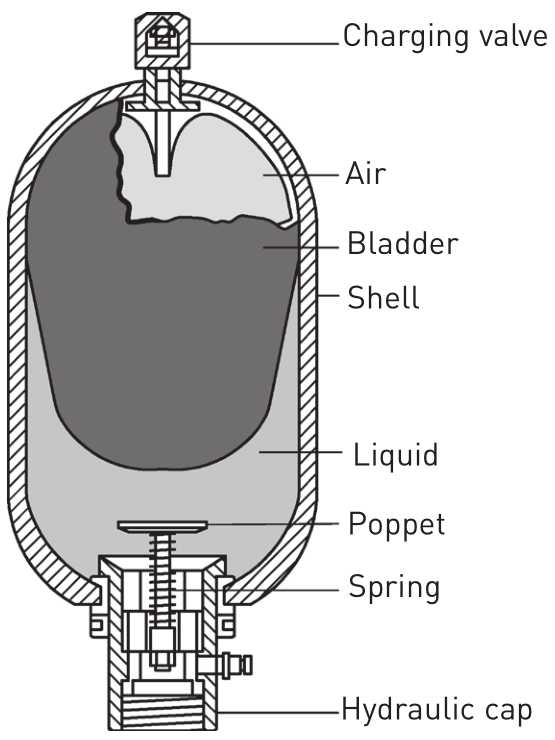 Charging valve
Air
Bladder
Shell
Liquid
Poppet
Spring
Hydraulic cap